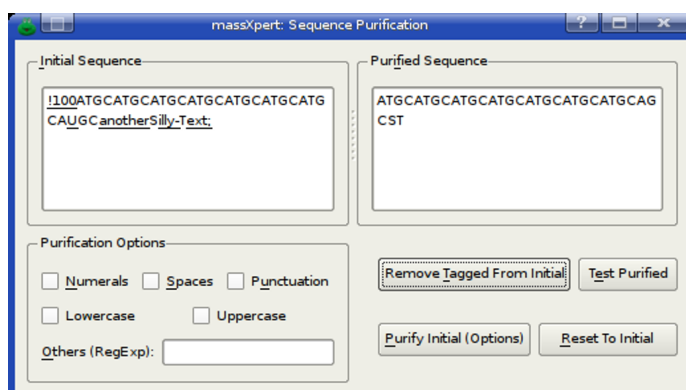 massXpert: Sequence Purification
Initial Sequence
!100ATGCATGCATGCATGCATGCATGCATG
CAUGCanotherSilly-Text;
Purified Sequence
ATGCATGCATGCATGCATGCATGCATGCAG
CST
Purification Options
Numerals Spaces Punctuation
Lowercase Uppercase
Others (RegExp):
Remove Tagged From Initial Test Purified
Purify Initial (Options) Reset To Initial